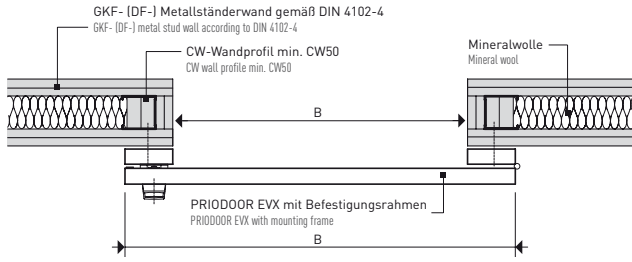 GKF- (DF-) Metallständerwand gemäß DIN 4102-4
GKF- (DF-) metal stud wall according to DIN 4102-4
CW-Wandprofil min. CW50
CW wall profile min. CW50
Mineralwolle
Mineral wool
B
PRIODOOR EVX mit Befestigungsrahmen
PRIODOOR EVX with mounting frame
B